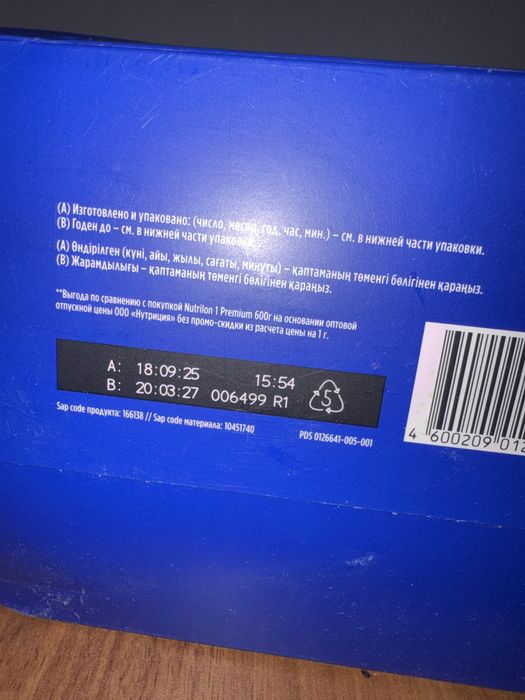 (A) Изготовлено и упаковано: (число, месяц, год, час, мин.) – см. в нижней части упаковки.
(B) Годен до – см. в нижней части упаковки.
(A) Өндірілген (күні, айы, жылы, сағаты, минуты) – қаптаманың төменгі бөлігінен қараңыз.
(B) Жарамдылығы – қаптаманың төменгі бөлігінен қараңыз.
**Выгода по сравнению с покупкой Nutrilon 1 Premium 600г на основании оптовой
отпускной цены ООО «Нутриция» без промо-скидки из расчета цены на 1 г.
A: 18:09:25 15:54
B: 20:03:27 006499 R1
5
Sap code продукта: 166138 // Sap code материала: 10451740
PDS 0126641-005-001
4 600209 012